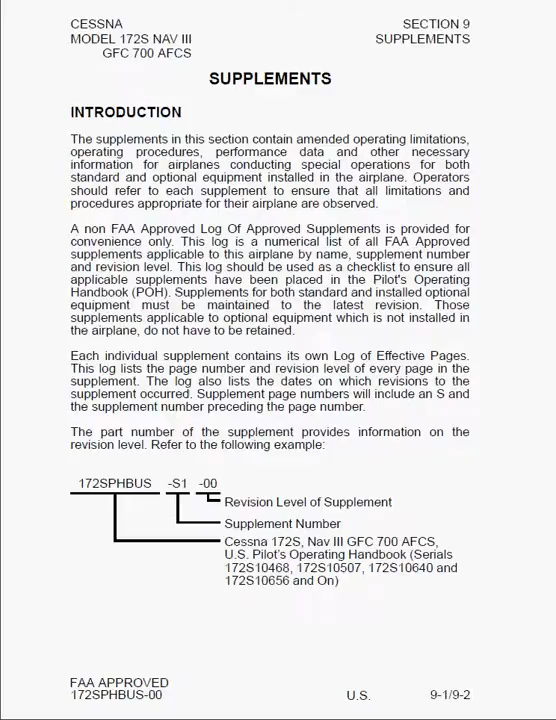 CESSNA
MODEL 172S NAV III
GFC 700 AFCS
SECTION 9
SUPPLEMENTS
SUPPLEMENTS
INTRODUCTION
The supplements in this section contain amended operating limitations,
operating procedures, performance data and other necessary
information for airplanes conducting special operations for both
standard and optional equipment installed in the airplane. Operators
should refer to each supplement to ensure that all limitations and
procedures appropriate for their airplane are observed.
A non FAA Approved Log Of Approved Supplements is provided for
convenience only. This log is a numerical list of all FAA Approved
supplements applicable to this airplane by name, supplement number
and revision level. This log should be used as a checklist to ensure all
applicable supplements have been placed in the Pilot's Operating
Handbook (POH). Supplements for both standard and installed optional
equipment must be maintained to the latest revision. Those
supplements applicable to optional equipment which is not installed in
the airplane, do not have to be retained.
Each individual supplement contains its own Log of Effective Pages.
This log lists the page number and revision level of every page in the
supplement. The log also lists the dates on which revisions to the
supplement occurred. Supplement page numbers will include an S and
the supplement number preceding the page number.
The part number of the supplement provides information on the
revision level. Refer to the following example:
172SPHBUS -S1 -00
Revision Level of Supplement
Supplement Number
Cessna 172S, Nav III GFC 700 AFCS,
U.S. Pilot's Operating Handbook (Serials
172S10468, 172S10507, 172S10640 and
172S10656 and On)
FAA APPROVED
172SPHBUS-00
U.S.
9-1/9-2